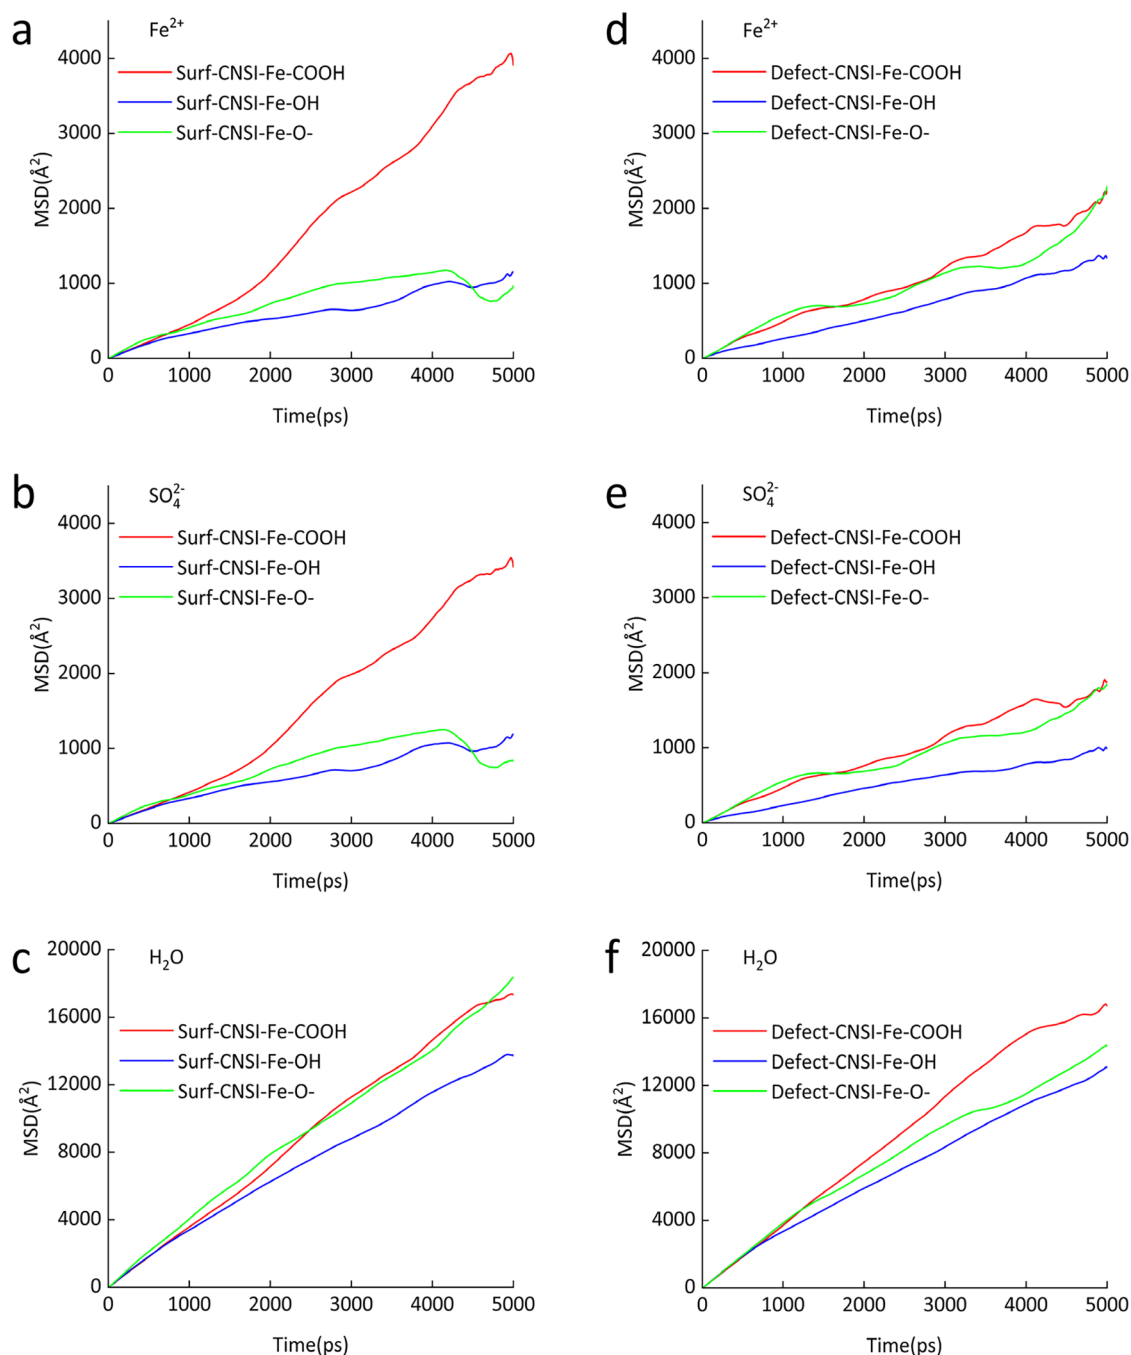 a
Fe²⁺
4000
3000
2000
1000
0
MSD(Å²)
Surf-CNSI-Fe-COOH
Surf-CNSI-Fe-OH
Surf-CNSI-Fe-O-
0 1000 2000 3000 4000 5000
Time(ps)
d
Fe²⁺
4000
3000
2000
1000
0
MSD(Å²)
Defect-CNSI-Fe-COOH
Defect-CNSI-Fe-OH
Defect-CNSI-Fe-O-
0 1000 2000 3000 4000 5000
Time(ps)
b
SO₄²⁻
4000
3000
2000
1000
0
MSD(Å²)
Surf-CNSI-Fe-COOH
Surf-CNSI-Fe-OH
Surf-CNSI-Fe-O-
0 1000 2000 3000 4000 5000
Time(ps)
e
SO₄²⁻
4000
3000
2000
1000
0
MSD(Å²)
Defect-CNSI-Fe-COOH
Defect-CNSI-Fe-OH
Defect-CNSI-Fe-O-
0 1000 2000 3000 4000 5000
Time(ps)
c
H₂O
20000
16000
12000
8000
4000
0
MSD(Å²)
Surf-CNSI-Fe-COOH
Surf-CNSI-Fe-OH
Surf-CNSI-Fe-O-
0 1000 2000 3000 4000 5000
Time(ps)
f
H₂O
20000
16000
12000
8000
4000
0
MSD(Å²)
Defect-CNSI-Fe-COOH
Defect-CNSI-Fe-OH
Defect-CNSI-Fe-O-
0 1000 2000 3000 4000 5000
Time(ps)